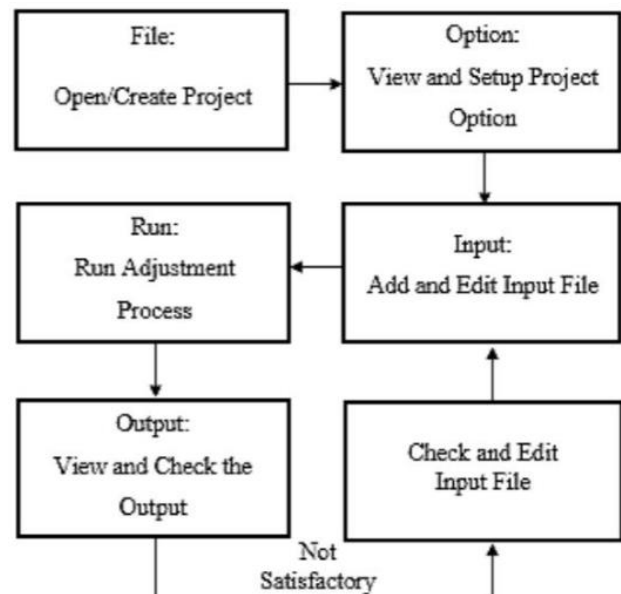 File:
Open/Create Project
Option:
View and Setup Project
Option
Run:
Run Adjustment
Process
Input:
Add and Edit Input File
Output:
View and Check the
Output
Check and Edit
Input File
Not
Satisfactory